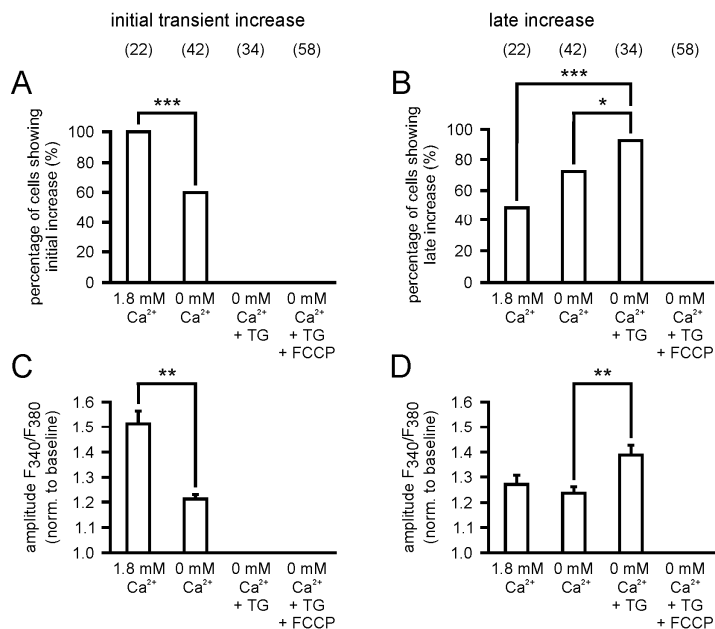 initial transient increase
(22) (42) (34) (58)
late increase
(22) (42) (34) (58)
A
percentage of cells showing
initial increase (%)
***
100
80
60
40
20
0
1.8 mM 0 mM 0 mM 0 mM
Ca²⁺ Ca²⁺ Ca²⁺ Ca²⁺
+ TG + TG
+ FCCP
B
percentage of cells showing
late increase (%)
***
*
100
80
60
40
20
0
1.8 mM 0 mM 0 mM 0 mM
Ca²⁺ Ca²⁺ Ca²⁺ Ca²⁺
+ TG + TG
+ FCCP
C
amplitude F340/F380
(norm. to baseline)
**
1.6
1.5
1.4
1.3
1.2
1.1
1.0
1.8 mM 0 mM 0 mM 0 mM
Ca²⁺ Ca²⁺ Ca²⁺ Ca²⁺
+ TG + TG
+ FCCP
D
amplitude F340/F380
(norm. to baseline)
**
1.6
1.5
1.4
1.3
1.2
1.1
1.0
1.8 mM 0 mM 0 mM 0 mM
Ca²⁺ Ca²⁺ Ca²⁺ Ca²⁺
+ TG + TG
+ FCCP